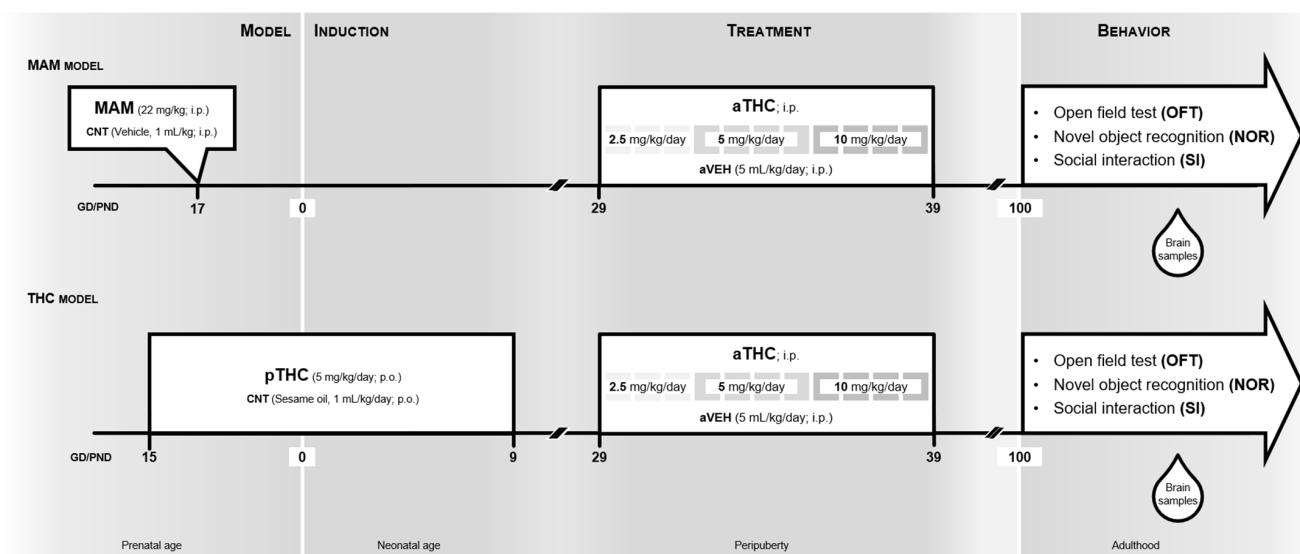 MODEL INDUCTION TREATMENT BEHAVIOR
MAM MODEL
MAM (22 mg/kg; i.p.)
CNT (Vehicle, 1 mL/kg; i.p.)
aTHC; i.p.
2.5 mg/kg/day 5 mg/kg/day 10 mg/kg/day
aVEH (5 mL/kg/day; i.p.)
• Open field test (OFT)
• Novel object recognition (NOR)
• Social interaction (SI)
GD/PND 17 0 29 39 100
Brain
samples
THC MODEL
pTHC (5 mg/kg/day; p.o.)
CNT (Sesame oil, 1 mL/kg/day; p.o.)
aTHC; i.p.
2.5 mg/kg/day 5 mg/kg/day 10 mg/kg/day
aVEH (5 mL/kg/day; i.p.)
• Open field test (OFT)
• Novel object recognition (NOR)
• Social interaction (SI)
GD/PND 15 0 9 29 39 100
Brain
samples
Prenatal age Neonatal age Peripuberty Adulthood